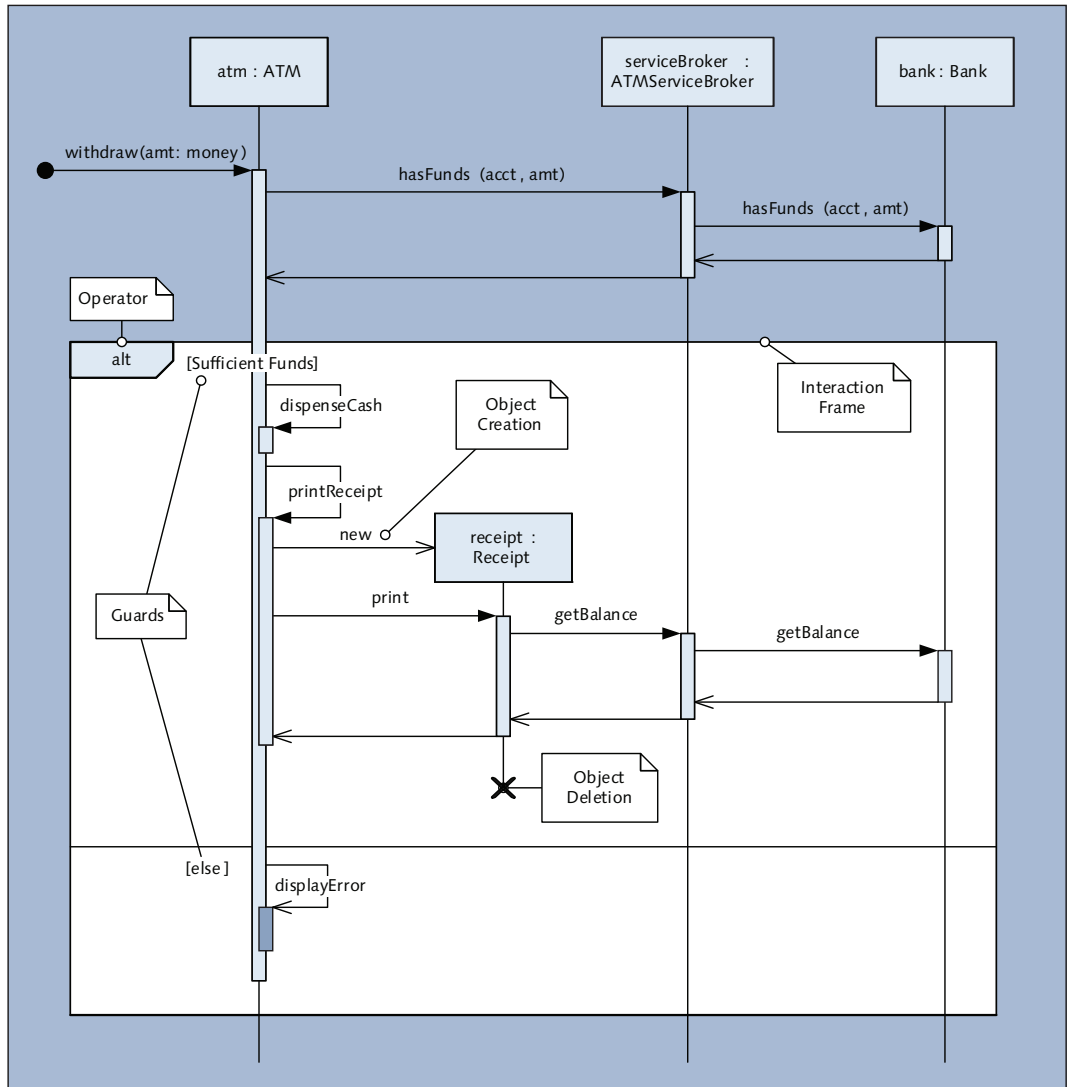 atm : ATM
serviceBroker :
ATMServiceBroker
bank : Bank
withdraw(amt: money)
hasFunds (acct, amt)
hasFunds (acct, amt)
Operator
alt
[Sufficient Funds]
Interaction
Frame
dispenseCash
Object
Creation
printReceipt
new
receipt :
Receipt
print
getBalance
getBalance
Guards
Object
Deletion
[else]
displayError